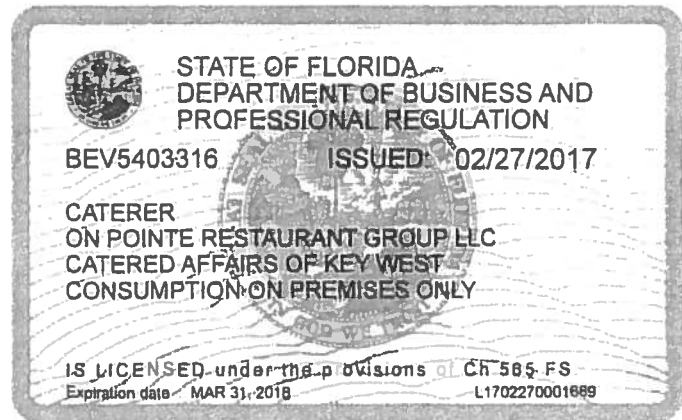 STATE OF FLORIDA
DEPARTMENT OF BUSINESS AND
PROFESSIONAL REGULATION
BEV5403316 ISSUED: 02/27/2017
CATERER
ON POINTE RESTAURANT GROUP LLC
CATERED AFFAIRS OF KEY WEST
CONSUMPTION ON PREMISES ONLY
IS LICENSED under the provisions of Ch 565 FS
Expiration date MAR 31, 2018 L1702270001689